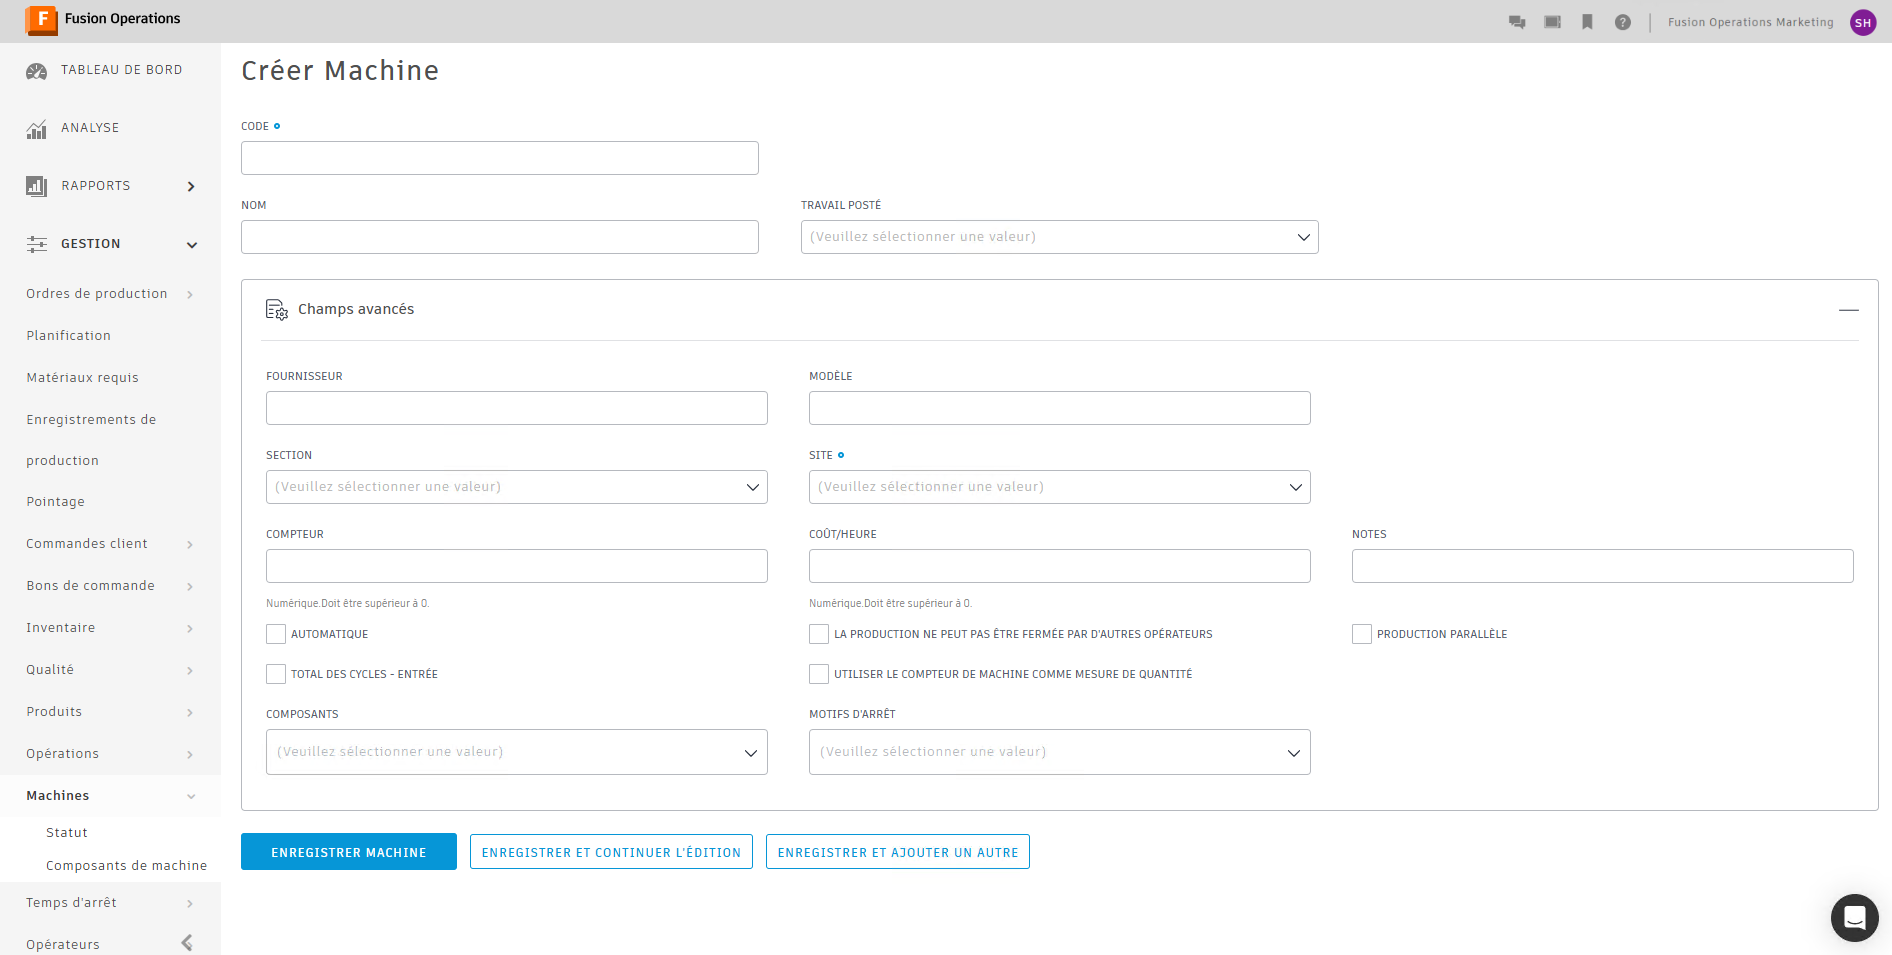 F Fusion Operations
? Fusion Operations Marketing SH
TABLEAU DE BORD
ANALYSE
RAPPORTS
GESTION
Ordres de production
Planification
Matériaux requis
Enregistrements de
production
Pointage
Commandes client
Bons de commande
Inventaire
Qualité
Produits
Opérations
Machines
Statut
Composants de machine
Temps d'arrêt
Opérateurs
Créer Machine
CODE
NOM
TRAVAIL POSTÉ
(Veuillez sélectionner une valeur)
Champs avancés
FOURNISSEUR
MODÈLE
SECTION
SITE
(Veuillez sélectionner une valeur)
(Veuillez sélectionner une valeur)
COMPTEUR
COÛT/HEURE
NOTES
Numérique.Doit être supérieur à 0.
Numérique.Doit être supérieur à 0.
AUTOMATIQUE
LA PRODUCTION NE PEUT PAS ÊTRE FERMÉE PAR D'AUTRES OPÉRATEURS
PRODUCTION PARALLÈLE
TOTAL DES CYCLES - ENTRÉE
UTILISER LE COMPTEUR DE MACHINE COMME MESURE DE QUANTITÉ
COMPOSANTS
MOTIFS D'ARRÊT
(Veuillez sélectionner une valeur)
(Veuillez sélectionner une valeur)
ENREGISTRER MACHINE
ENREGISTRER ET CONTINUER L'ÉDITION
ENREGISTRER ET AJOUTER UN AUTRE